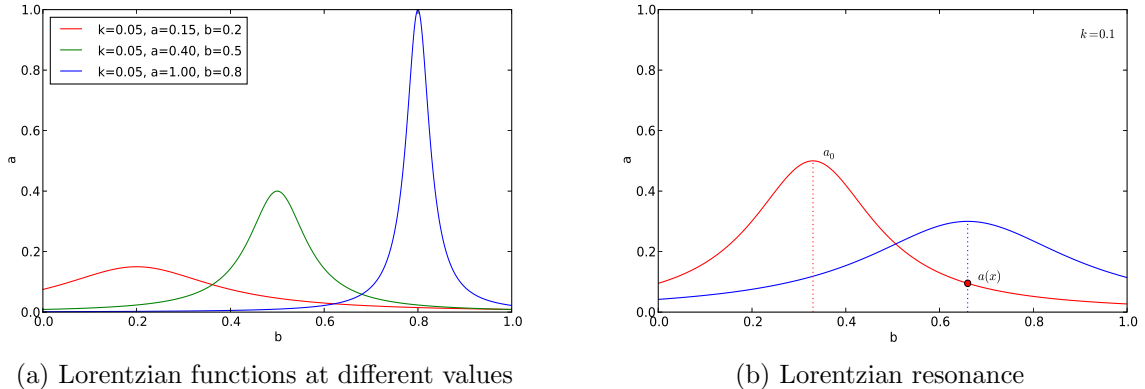 1.0
0.8
0.6
0.4
0.2
0.0
a
k=0.05, a=0.15, b=0.2
k=0.05, a=0.40, b=0.5
k=0.05, a=1.00, b=0.8
0.0 0.2 0.4 0.6 0.8 1.0
b
(a) Lorentzian functions at different values
1.0
0.8
0.6
0.4
0.2
0.0
a
k=0.1
a₀
a(x)
0.0 0.2 0.4 0.6 0.8 1.0
b
(b) Lorentzian resonance